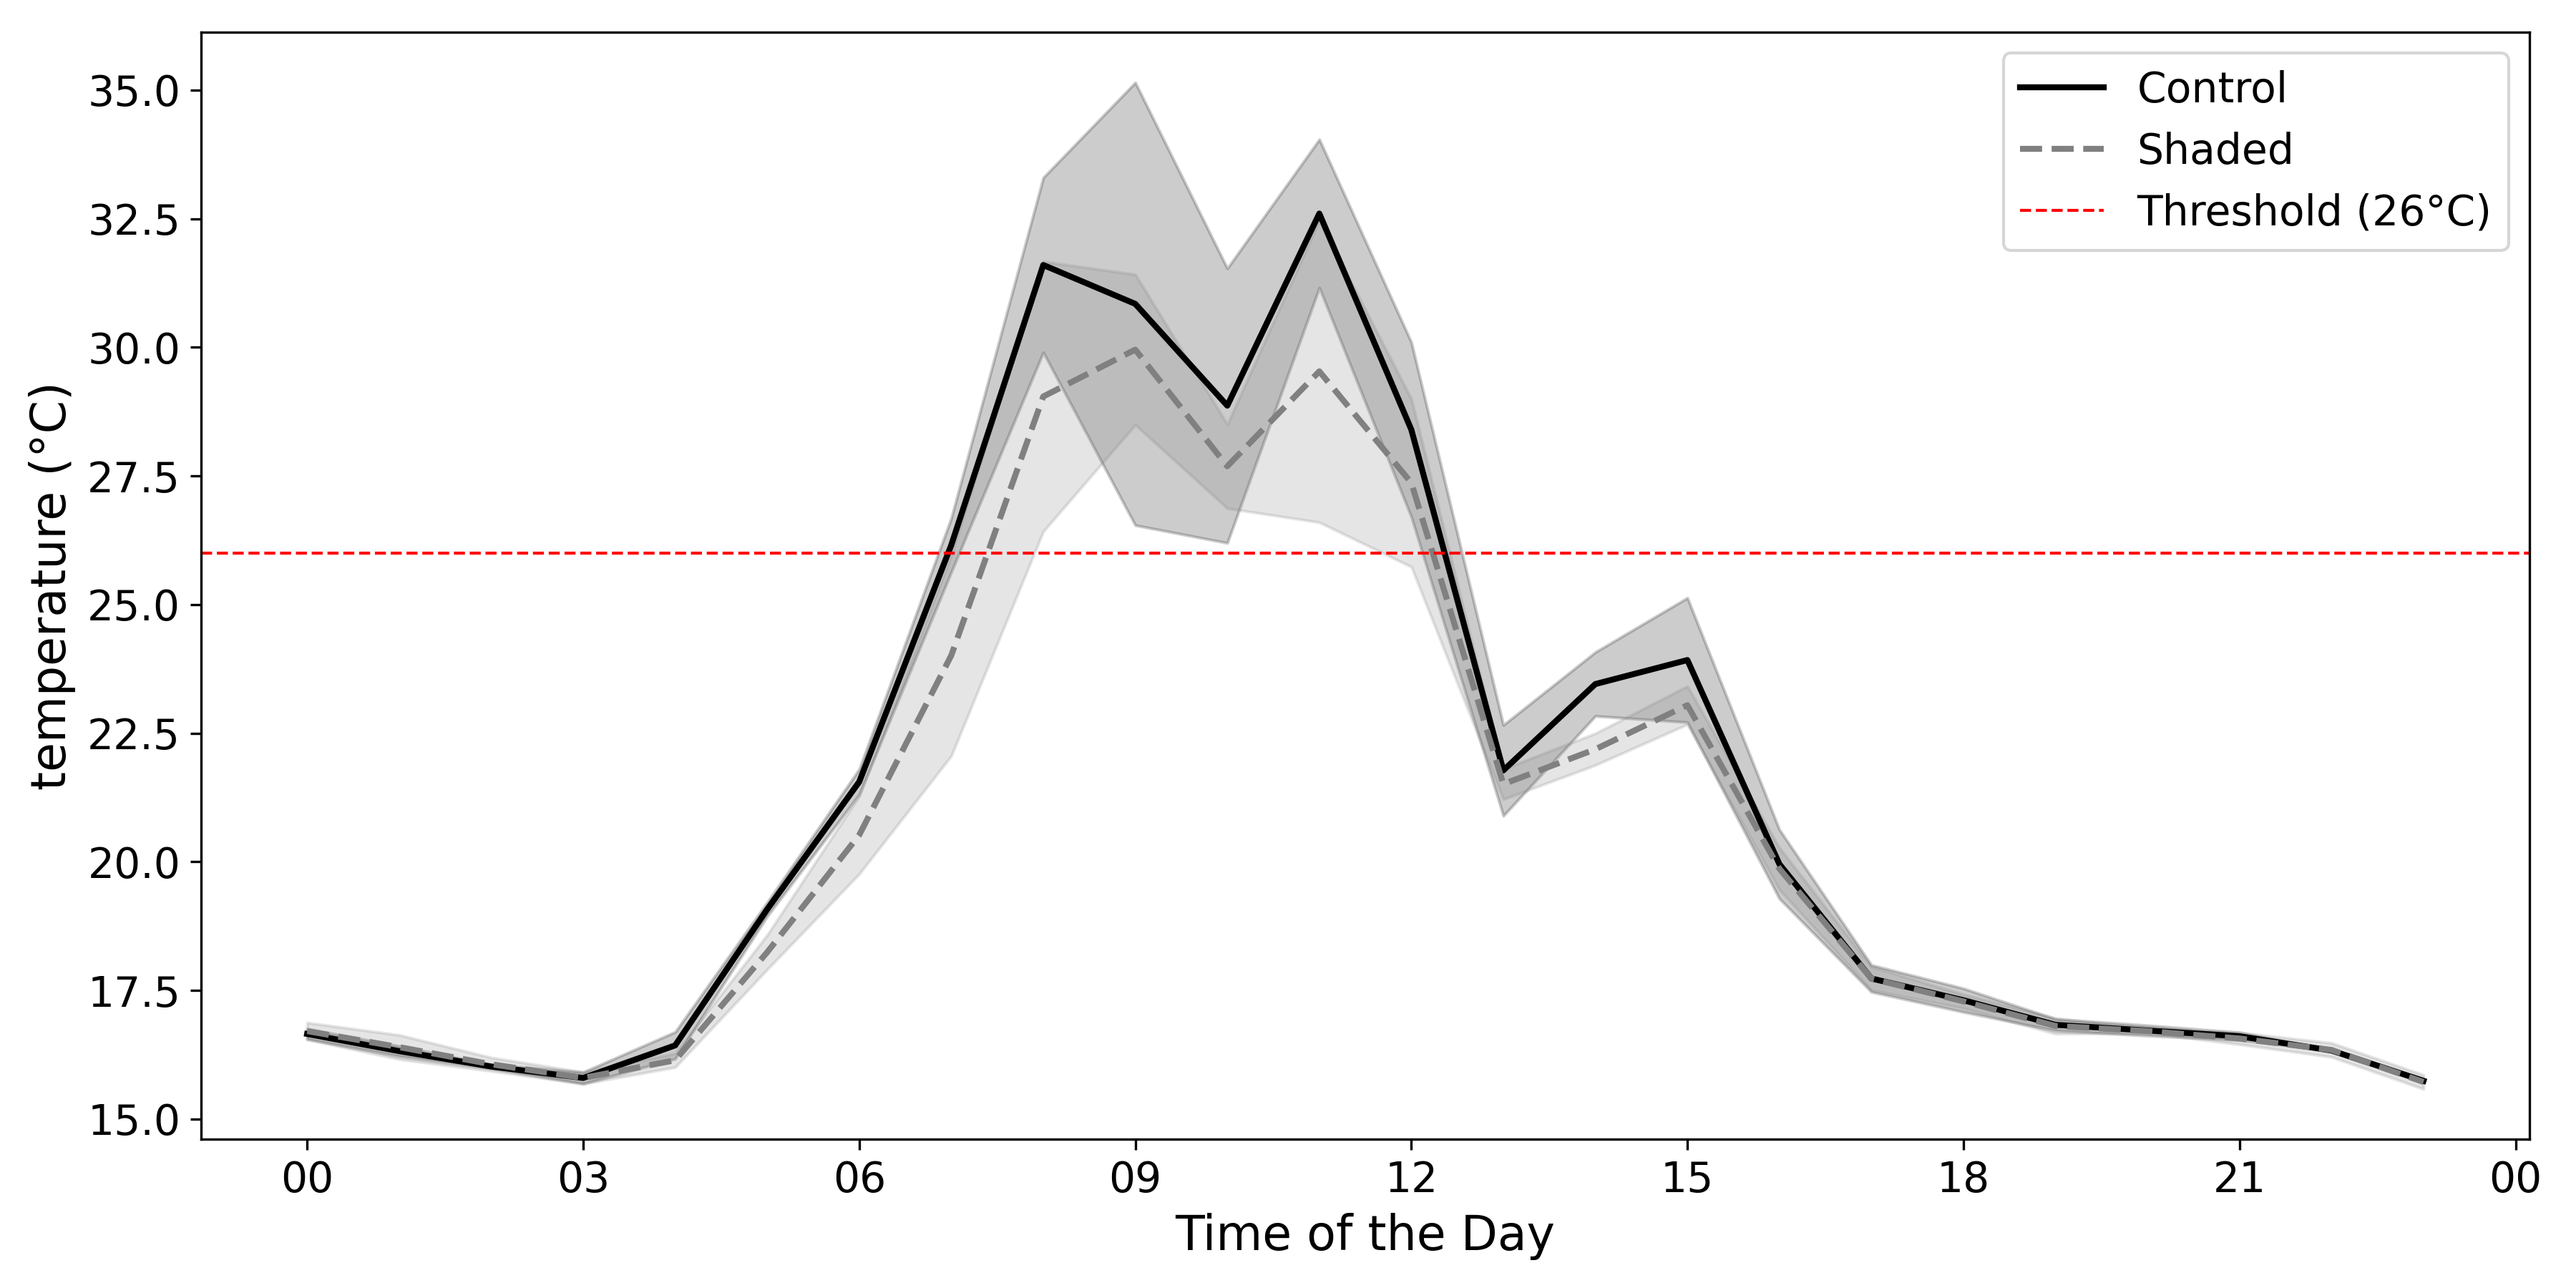 Control
Shaded
Threshold (26°C)
35.0
32.5
30.0
27.5
25.0
22.5
20.0
17.5
15.0
temperature (°C)
00 03 06 09 12 15 18 21 00
Time of the Day